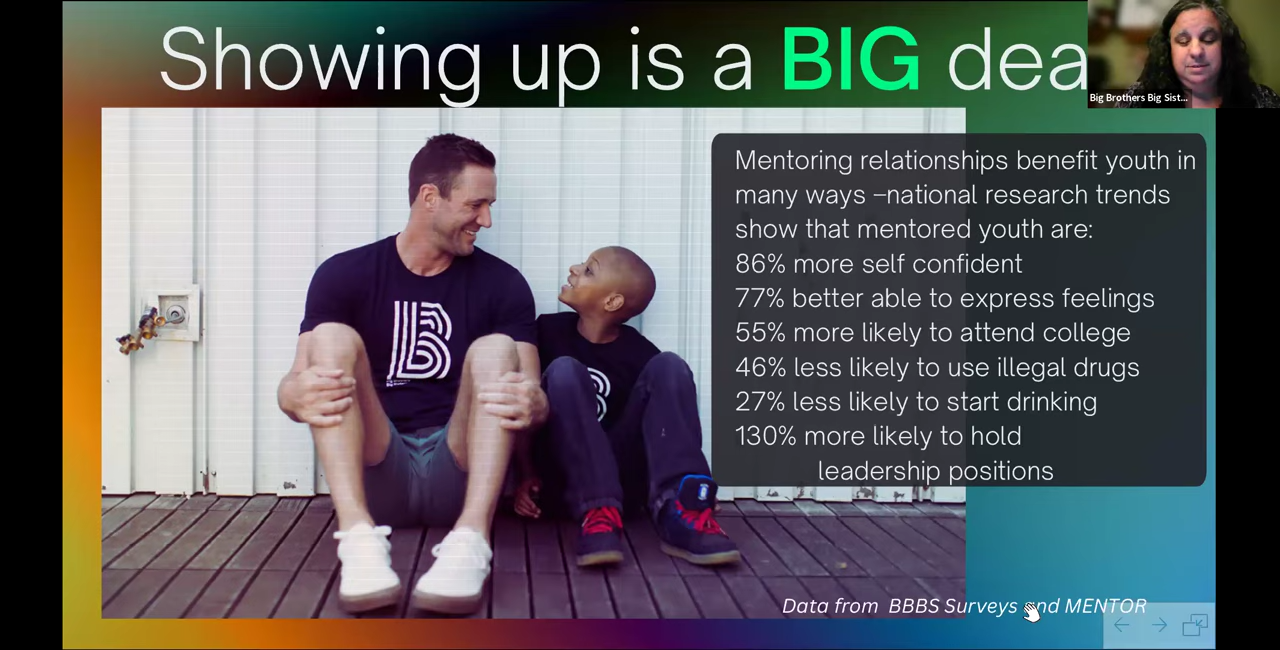 Showing up is a BIG dea
Big Brothers Big Sist...
Mentoring relationships benefit youth in
many ways –national research trends
show that mentored youth are:
86% more self confident
77% better able to express feelings
55% more likely to attend college
46% less likely to use illegal drugs
27% less likely to start drinking
130% more likely to hold
leadership positions
B
Data from BBBS Surveys and MENTOR